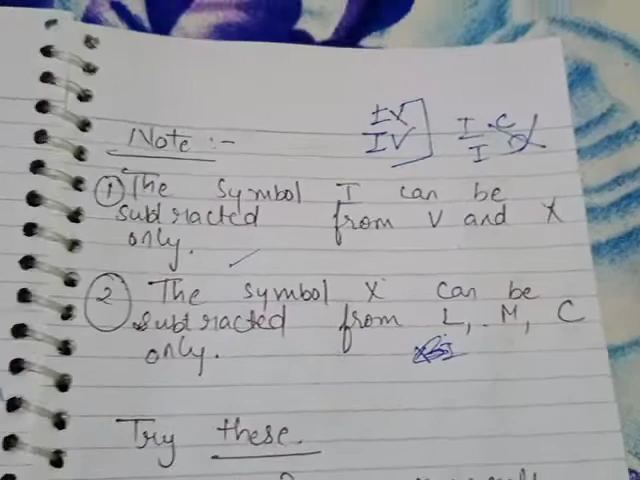 IX
IV
I C
I
Note :-
① The symbol I can be
subtracted from V and X
only.
② The symbol X can be
subtracted from L, M, C
only.
Try these.